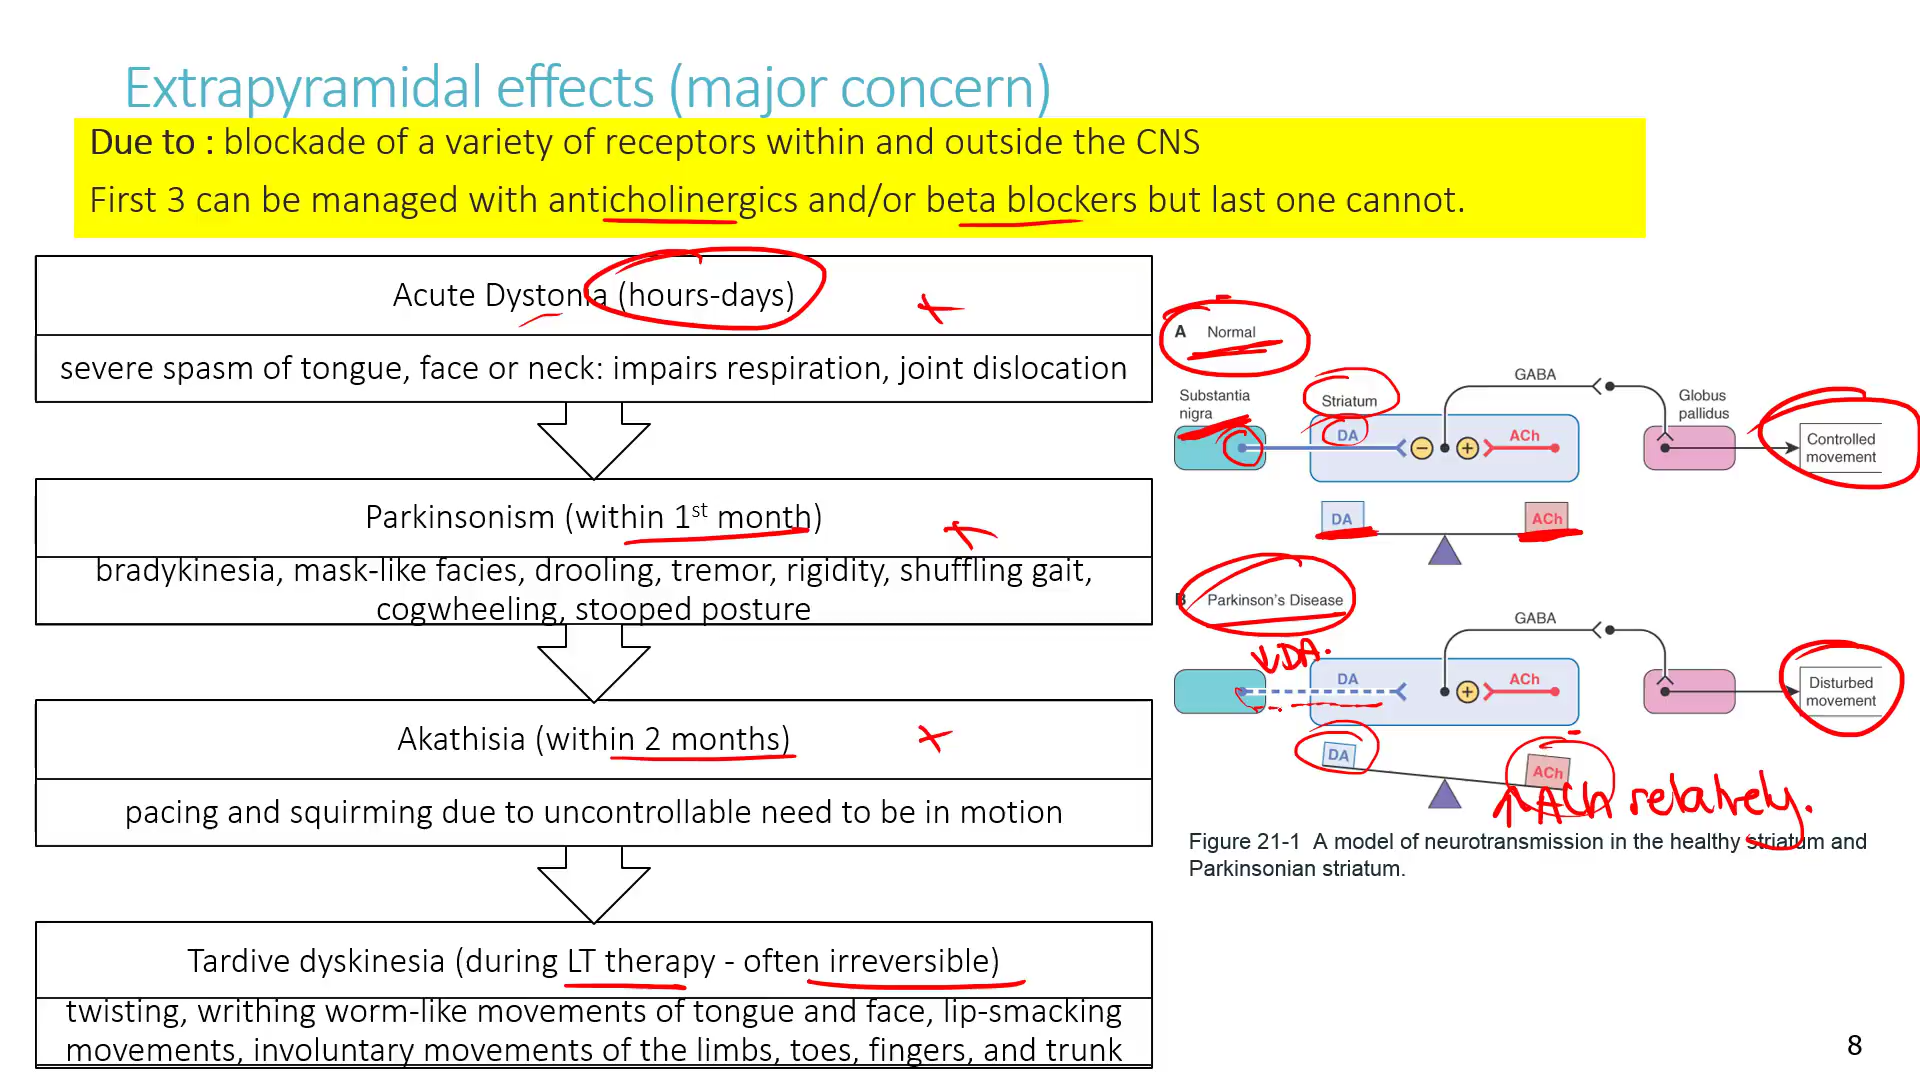 Extrapyramidal effects (major concern)
Due to : blockade of a variety of receptors within and outside the CNS
First 3 can be managed with anticholinergics and/or beta blockers but last one cannot.
Acute Dystonia (hours-days)
severe spasm of tongue, face or neck: impairs respiration, joint dislocation
Parkinsonism (within 1st month)
bradykinesia, mask-like facies, drooling, tremor, rigidity, shuffling gait,
cogwheeling, stooped posture
Akathisia (within 2 months)
pacing and squirming due to uncontrollable need to be in motion
Tardive dyskinesia (during LT therapy - often irreversible)
twisting, writhing worm-like movements of tongue and face, lip-smacking
movements, involuntary movements of the limbs, toes, fingers, and trunk
A Normal
Substantia
nigra
Striatum
DA
ACh
GABA
Globus
pallidus
Controlled
movement
DA
ACh
B Parkinson's Disease
↓DA.
DA
ACh
GABA
Disturbed
movement
DA
ACh
↑ACh relatively.
Figure 21-1 A model of neurotransmission in the healthy striatum and
Parkinsonian striatum.
8